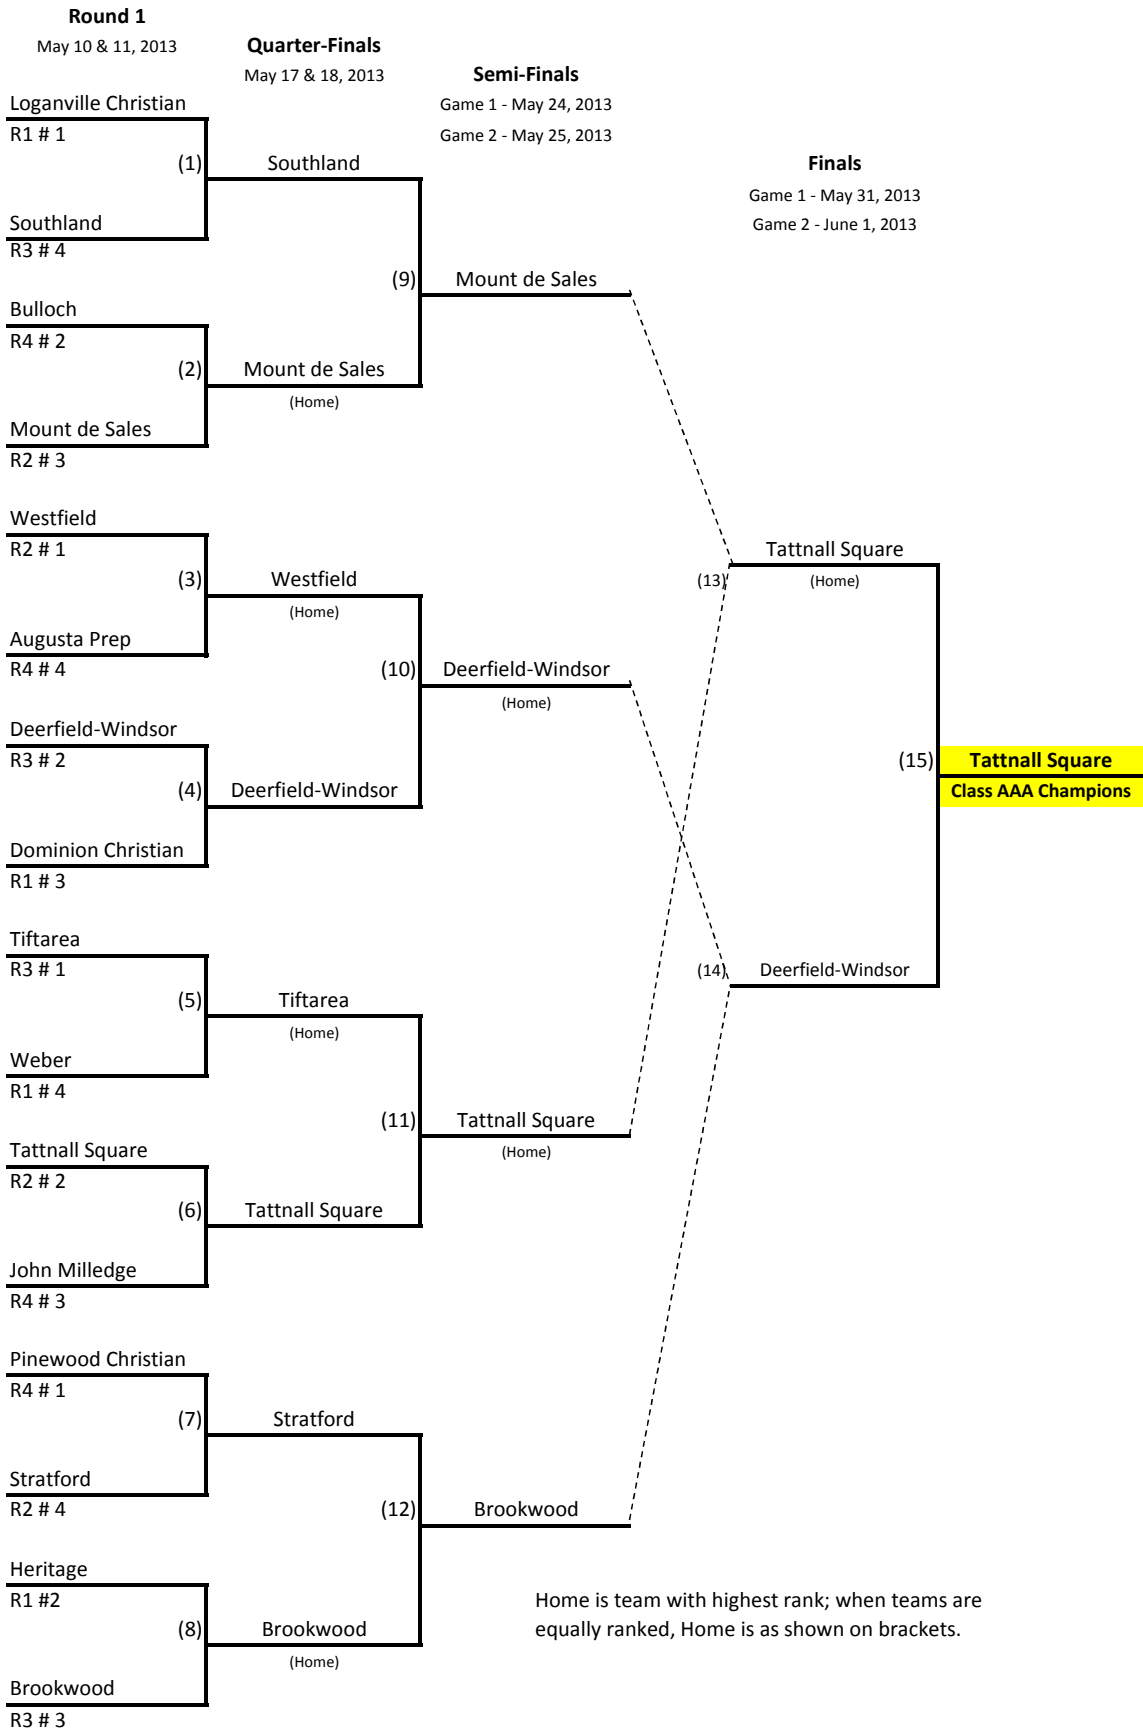 Round 1
May 10 & 11, 2013
Quarter-Finals
May 17 & 18, 2013
Semi-Finals
Game 1 - May 24, 2013
Game 2 - May 25, 2013
Finals
Game 1 - May 31, 2013
Game 2 - June 1, 2013
Loganville Christian
R1 # 1
(1)
Southland
Southland
R3 # 4
(9)
Mount de Sales
Bulloch
R4 # 2
(2)
Mount de Sales
(Home)
Mount de Sales
R2 # 3
Westfield
R2 # 1
Tattnall Square
(13)
(Home)
(3)
Westfield
(Home)
Augusta Prep
R4 # 4
(10)
Deerfield-Windsor
(Home)
Deerfield-Windsor
R3 # 2
(15)
Tattnall Square
Class AAA Champions
(4)
Deerfield-Windsor
Dominion Christian
R1 # 3
Tiftarea
R3 # 1
(14)
Deerfield-Windsor
(5)
Tiftarea
(Home)
Weber
R1 # 4
(11)
Tattnall Square
(Home)
Tattnall Square
R2 # 2
(6)
Tattnall Square
John Milledge
R4 # 3
Pinewood Christian
R4 # 1
(7)
Stratford
Stratford
R2 # 4
(12)
Brookwood
Heritage
R1 #2
Home is team with highest rank; when teams are
equally ranked, Home is as shown on brackets.
(8)
Brookwood
(Home)
Brookwood
R3 # 3